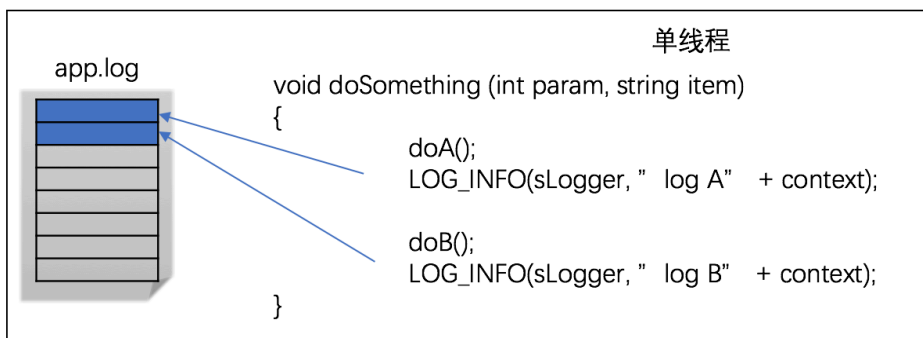 单线程
app.log
void doSomething (int param, string item)
{
doA();
LOG_INFO(sLogger, ” log A” + context);
doB();
LOG_INFO(sLogger, ” log B” + context);
}